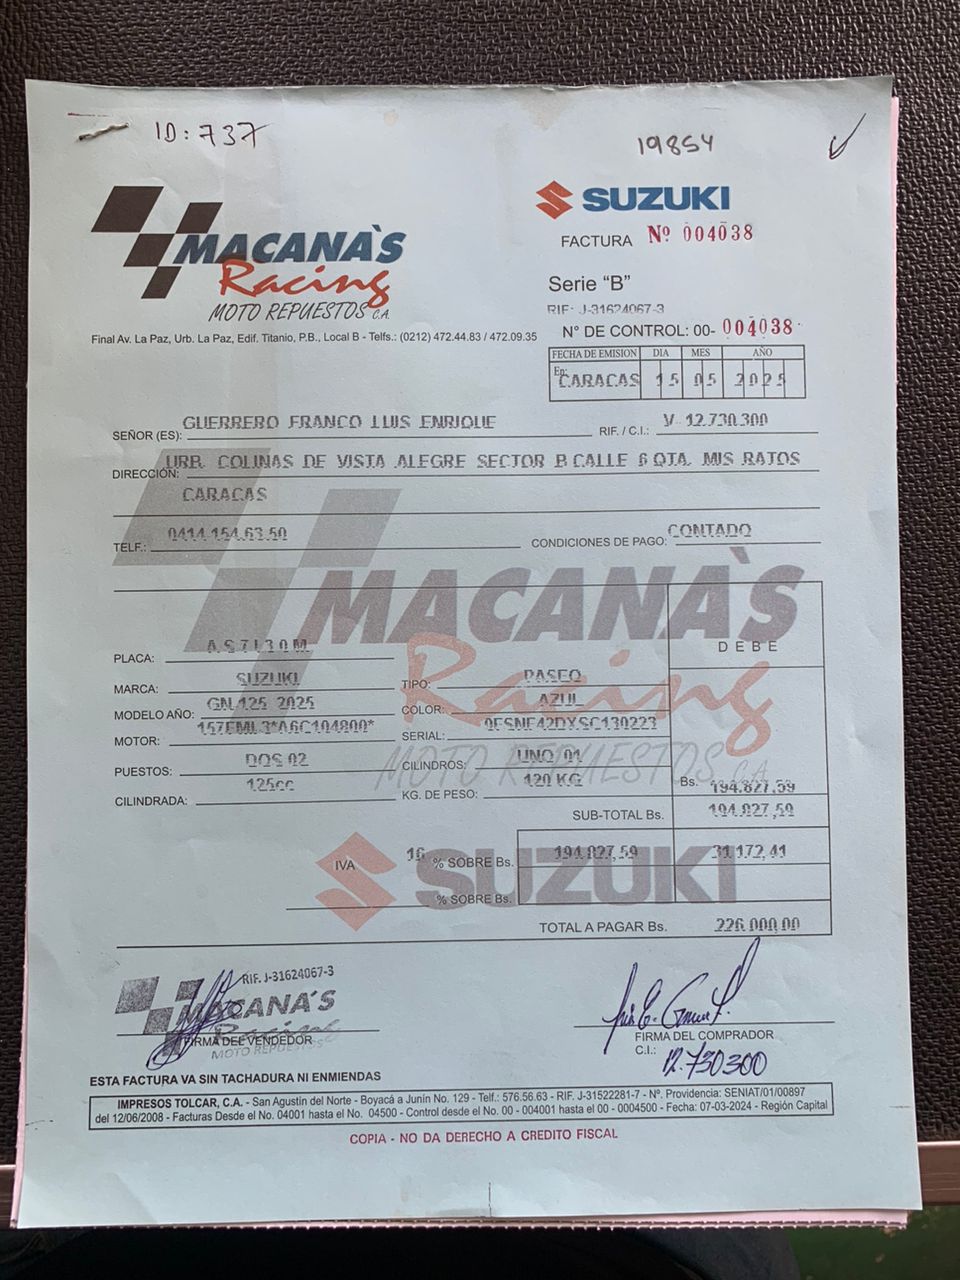 ID: 737
19854
MACANA'S
Racing
MOTO REPUESTOS C.A.
SUZUKI
FACTURA Nº 004038
Serie “B”
RIF: J-31624067-3
Final Av. La Paz, Urb. La Paz, Edif. Titanio, P.B., Local B - Telfs.: (0212) 472.44.83 / 472.09.35
N° DE CONTROL: 00- 004038
FECHA DE EMISION DIA MES AÑO
En: CARACAS 15 05 2025
SEÑOR (ES): GUERRERO FRANCO LUIS ENRIQUE RIF. / C.I.: V- 12.730.300
DIRECCIÓN: URB. COLINAS DE VISTA ALEGRE SECTOR B CALLE 6 QTA. MIS RATOS
CARACAS
TELF.: 0414.154.63.50 CONDICIONES DE PAGO: CONTADO
MACANA'S
Racing
MOTO REPUESTOS C.A.
DEBE
PLACA:
MARCA: SUZUKI TIPO: PASEO
MODELO AÑO: GN 125 2025 COLOR: AZUL
MOTOR: 157FML3*A6C104800* SERIAL:
PUESTOS: DOS 02 CILINDROS: UNO 01
CILINDRADA: 125cc KG. DE PESO: 120 KG Bs. 194.827,59
SUB-TOTAL Bs. 194.827,59
IVA 16 % SOBRE Bs. 194.827,59 31.172,41
SUZUKI
% SOBRE Bs.
TOTAL A PAGAR Bs. 226.000,00
RIF. J-31624067-3
MACANA'S
Racing
MOTO REPUESTOS
FIRMA DEL VENDEDOR
FIRMA DEL COMPRADOR
C.I.: 12.730300
ESTA FACTURA VA SIN TACHADURA NI ENMIENDAS
IMPRESOS TOLCAR, C.A. - San Agustin del Norte - Boyacá a Junín No. 129 - Telf.: 576.56.63 - RIF. J-31522281-7 - Nº. Providencia: SENIAT/01/00897
del 12/06/2008 - Facturas Desde el No. 04001 hasta el No. 04500 - Control desde el No. 00 - 004001 hasta el 00 - 0004500 - Fecha: 07-03-2024 - Región Capital
COPIA - NO DA DERECHO A CREDITO FISCAL